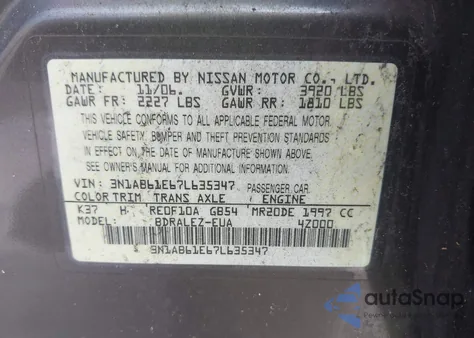 MANUFACTURED BY NISSAN MOTOR CO., LTD.
DATE: 11/06. GVWR: 3920 LBS
GAWR FR: 2227 LBS GAWR RR: 1810 LBS
THIS VEHICLE CONFORMS TO ALL APPLICABLE FEDERAL MOTOR
VEHICLE SAFETY, BUMPER AND THEFT PREVENTION STANDARDS
IN EFFECT ON THE DATE OF MANUFACTURE SHOWN ABOVE.
SEE OWNER'S MANUAL FOR ADDITIONAL INFORMATION.
VIN: 3N1AB61E67L635347 PASSENGER CAR
COLOR TRIM TRANS AXLE ENGINE
K37 H RE0F10A GB54 MR20DE 1997 CC
MODEL: BDRALEZ-EUA 4Z000
3N1AB61E67L635347
autoSnap